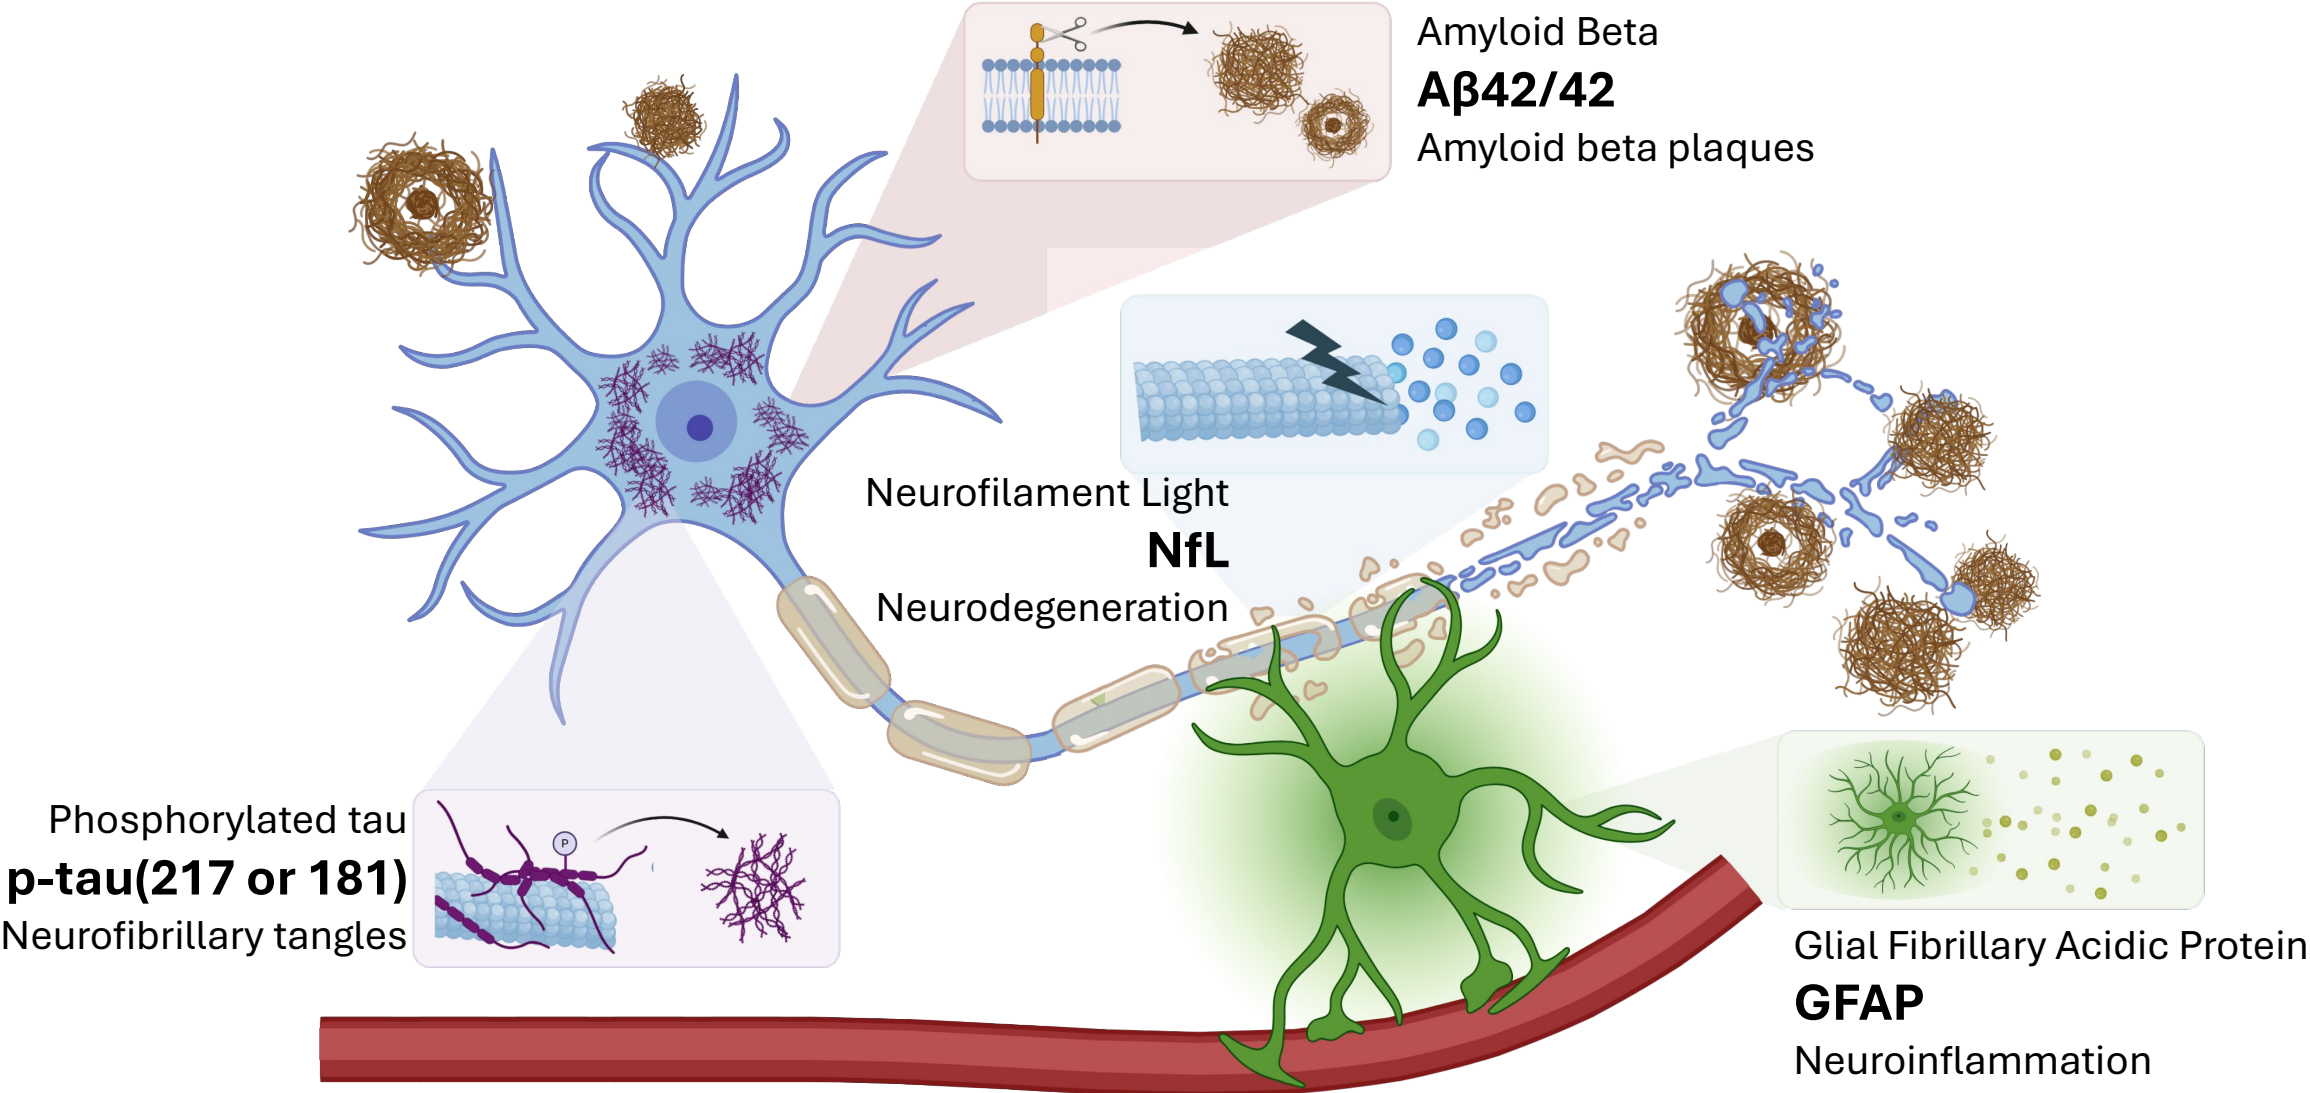 Amyloid Beta
Aβ42/42
Amyloid beta plaques
Neurofilament Light
NfL
Neurodegeneration
Phosphorylated tau
p-tau(217 or 181)
Neurofibrillary tangles
P
Glial Fibrillary Acidic Protein
GFAP
Neuroinflammation